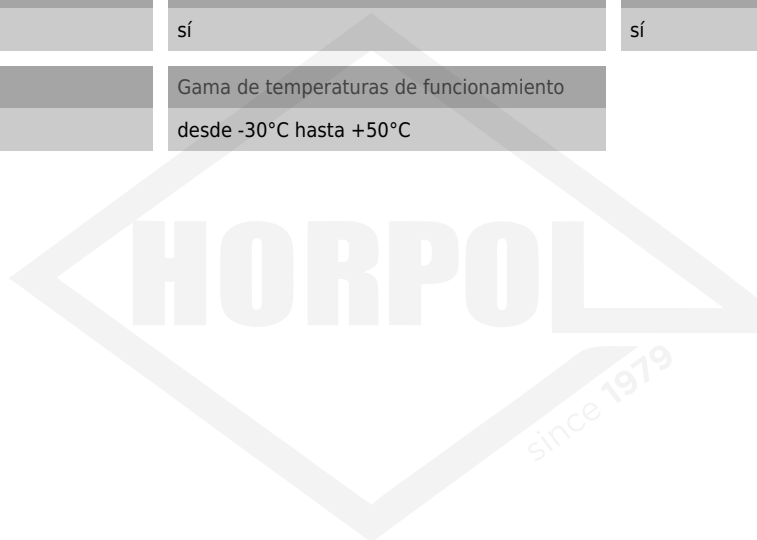 sí
sí
Gama de temperaturas de funcionamiento
desde -30°C hasta +50°C
HORPOL
since 1979